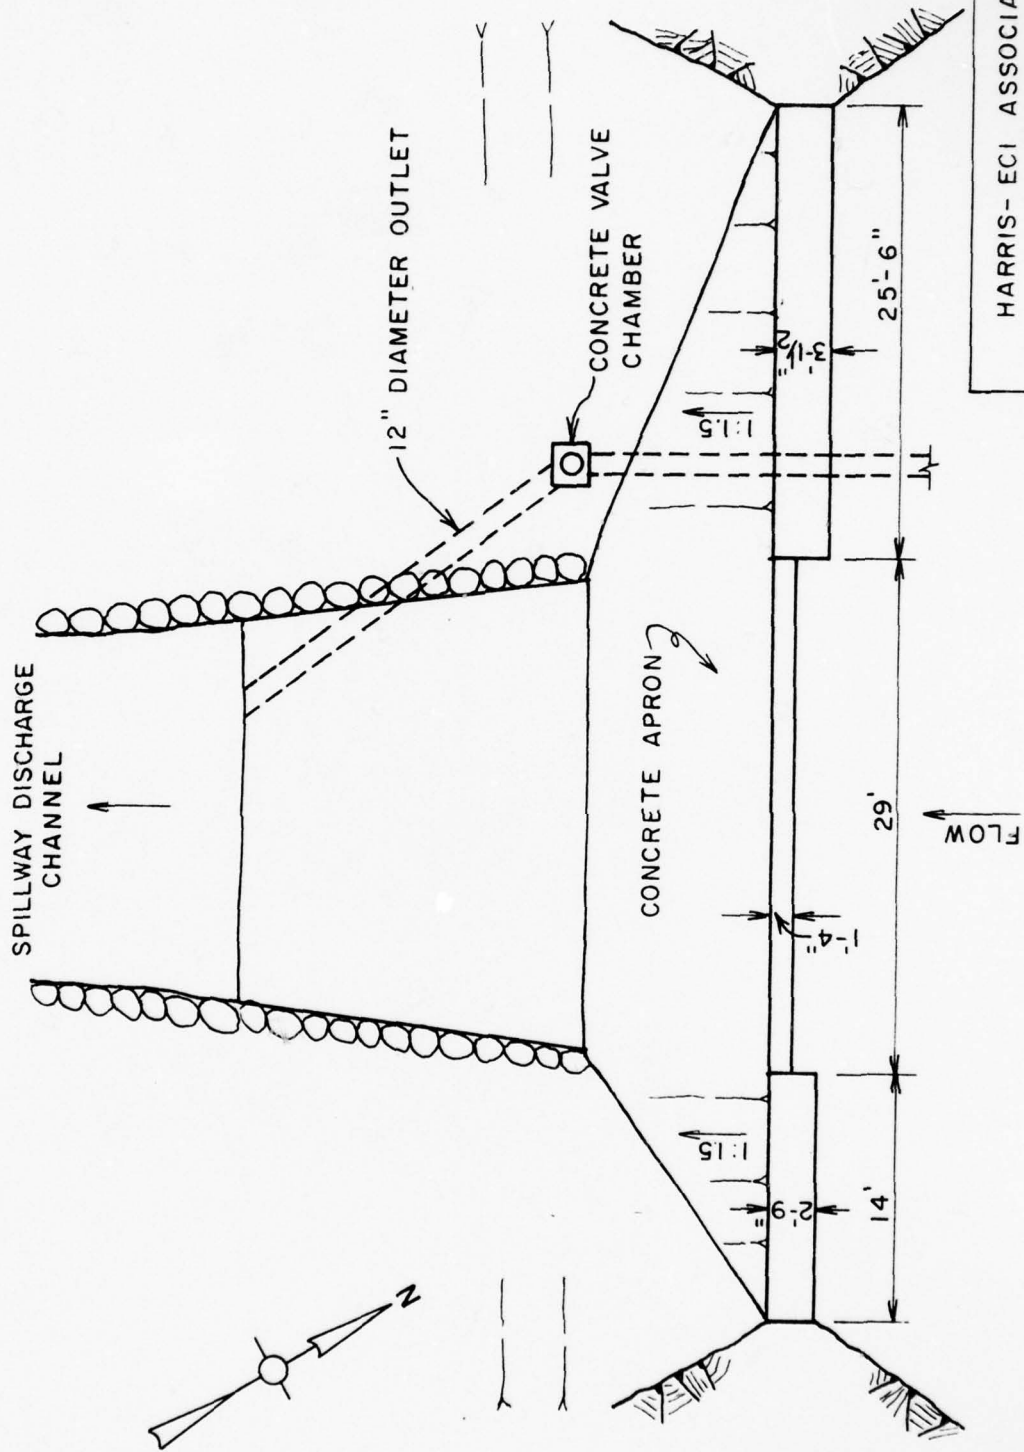 SPILLWAY DISCHARGE
CHANNEL
12" DIAMETER OUTLET
CONCRETE VALVE
CHAMBER
CONCRETE APRON
1:1.5
1:1.5
3'-1½"
1'-4"
2'-9"
25'-6"
29'
14'
FLOW
N
HARRIS-ECI ASSOCIA